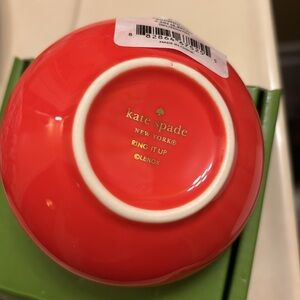 kate spade
NEW YORK®
RING IT UP
©LENOX